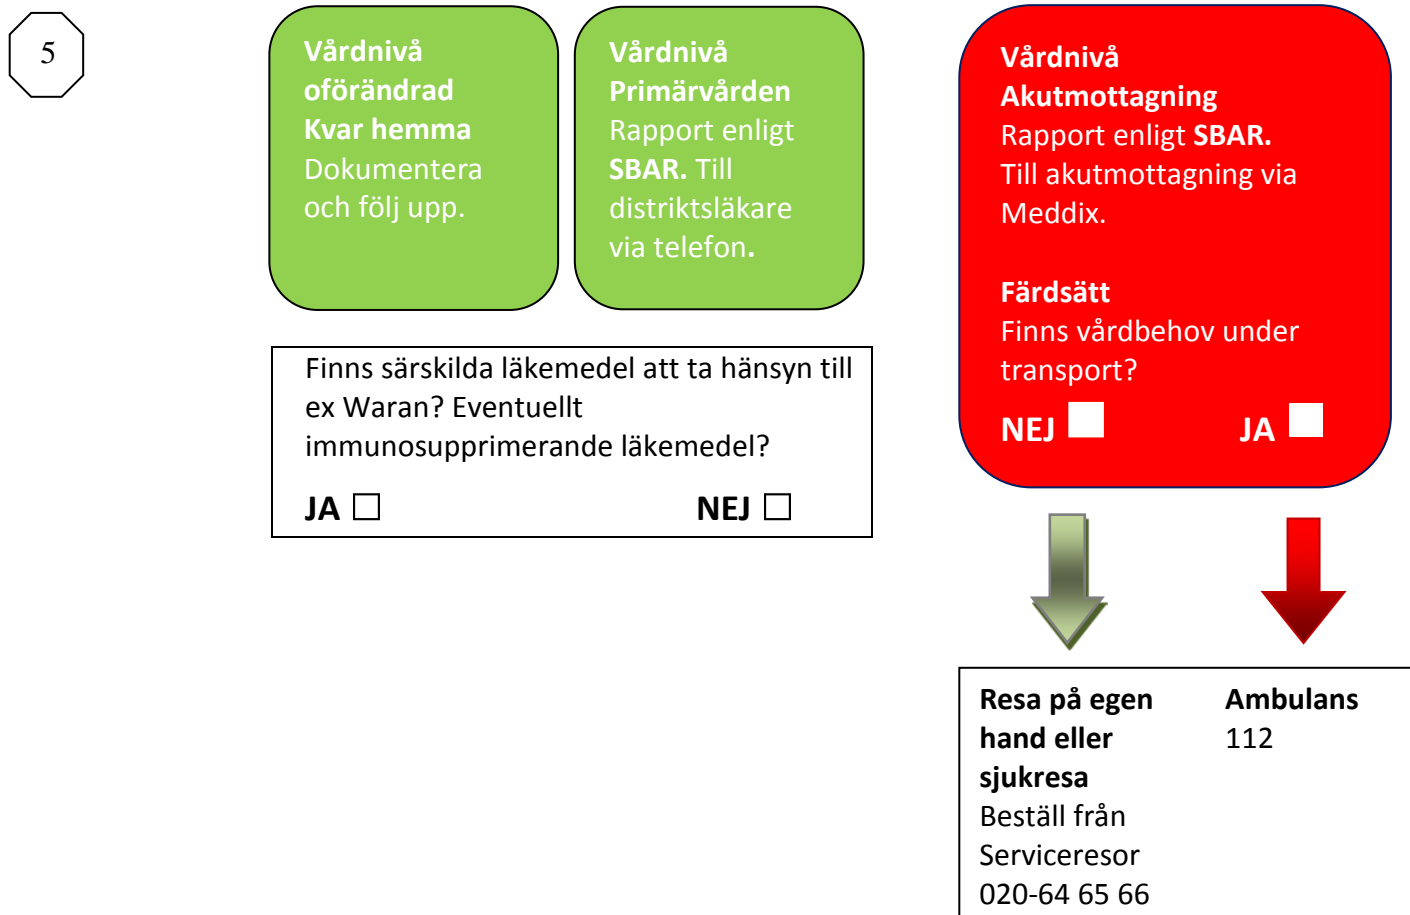 5
Vårdnivå
oförändrad
Kvar hemma
Dokumentera
och följ upp.
Vårdnivå
Primärvården
Rapport enligt
SBAR. Till
distriktsläkare
via telefon.
Vårdnivå
Akutmottagning
Rapport enligt SBAR.
Till akutmottagning via
Meddix.
Färdsätt
Finns vårdbehov under
transport?
NEJ JA
Finns särskilda läkemedel att ta hänsyn till
ex Waran? Eventuellt
immunosupprimerande läkemedel?
JA NEJ
Resa på egen
hand eller
sjukresa
Beställ från
Serviceresor
020-64 65 66
Ambulans
112